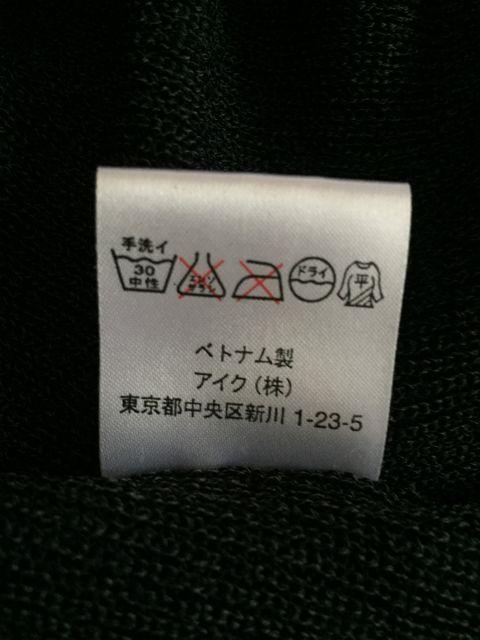 手洗イ
30
中性
エンソ
サラシ
ドライ
平
ベトナム製
アイク(株)
東京都中央区新川 1-23-5